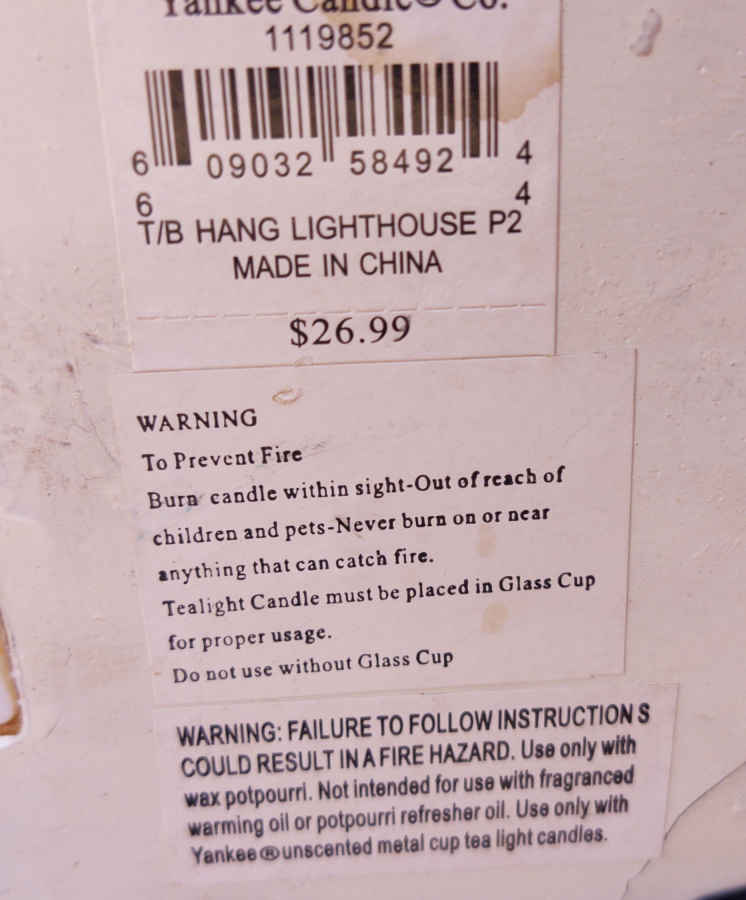 Yankee Candle® Co.
1119852
6 09032 58492 4
6 4
T/B HANG LIGHTHOUSE P2
MADE IN CHINA
$26.99
WARNING
To Prevent Fire
Burn candle within sight-Out of reach of
children and pets-Never burn on or near
anything that can catch fire.
Tealight Candle must be placed in Glass Cup
for proper usage.
Do not use without Glass Cup
WARNING: FAILURE TO FOLLOW INSTRUCTIONS
COULD RESULT IN A FIRE HAZARD. Use only with
wax potpourri. Not intended for use with fragranced
warming oil or potpourri refresher oil. Use only with
Yankee® unscented metal cup tea light candles.